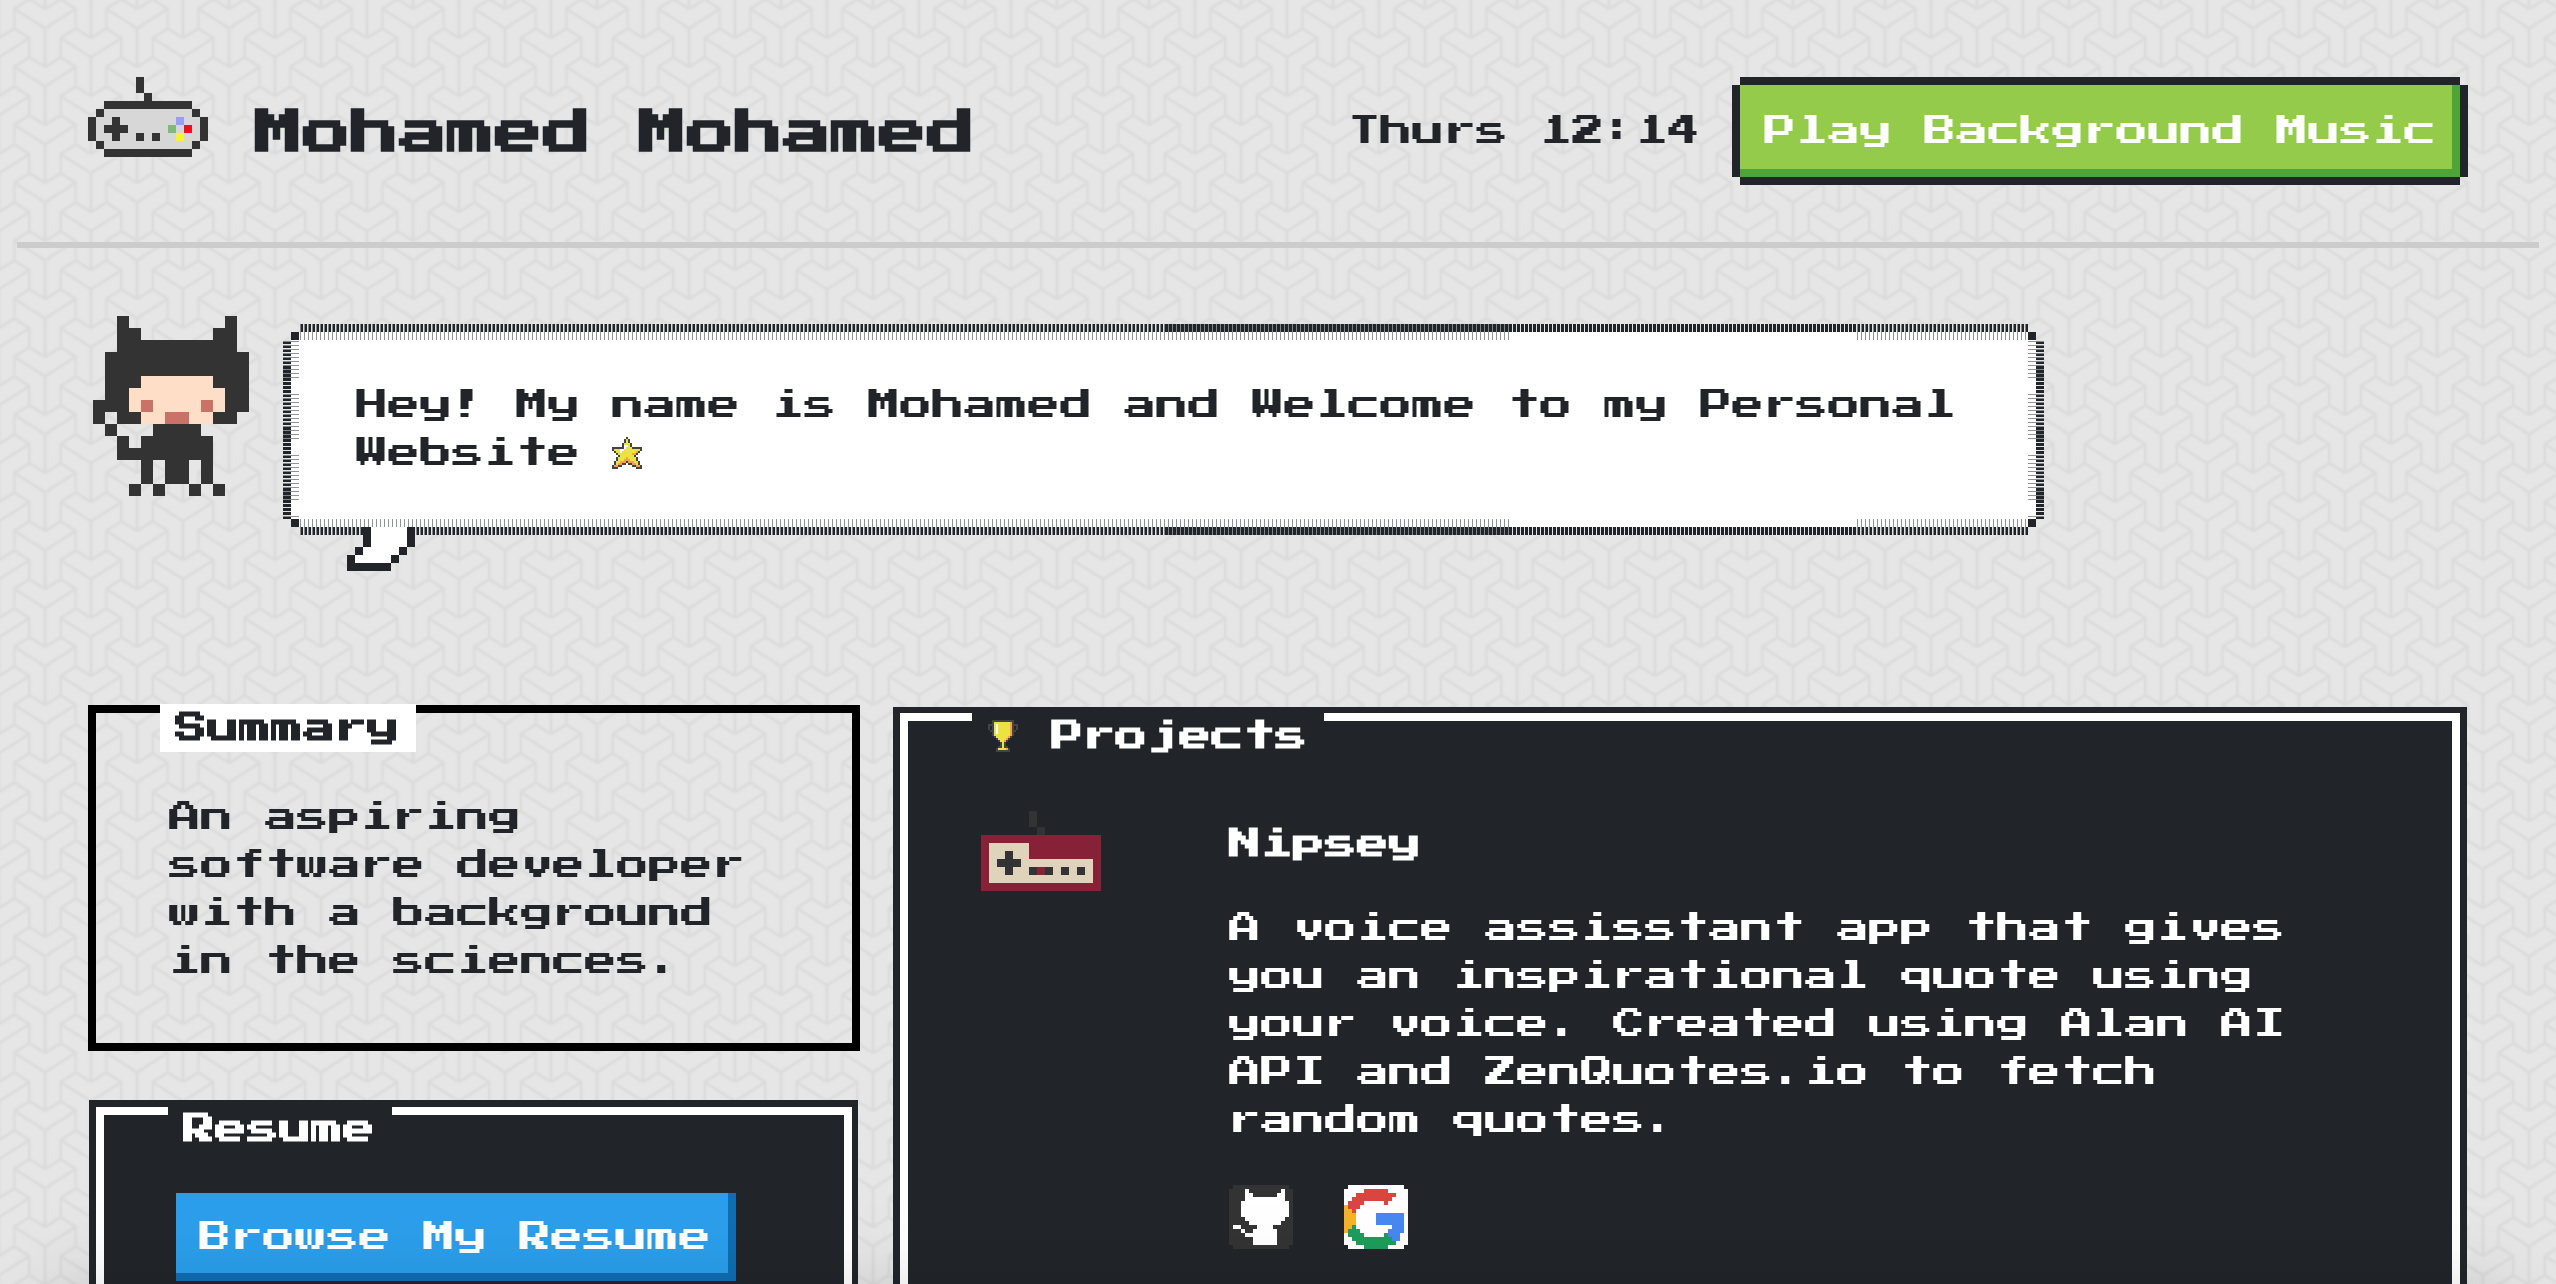 Mohamed Mohamed
Thurs 12:14
Play Background Music
Hey! My name is Mohamed and Welcome to my Personal
Website
Summary
An aspiring
software developer
with a background
in the sciences.
Resume
Browse My Resume
Projects
Nipsey
A voice assisstant app that gives
you an inspirational quote using
your voice. Created using Alan AI
API and ZenQuotes.io to fetch
random quotes.